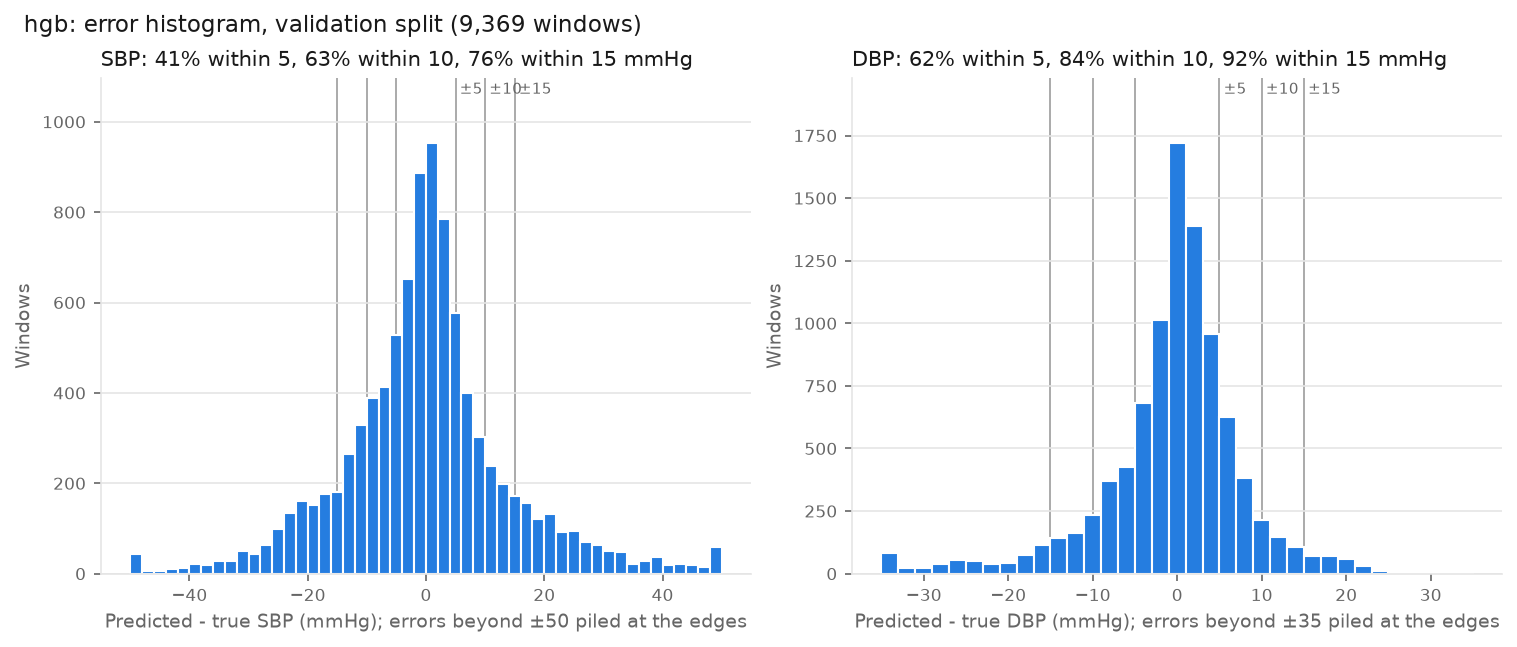 hgb: error histogram, validation split (9,369 windows)
SBP: 41% within 5, 63% within 10, 76% within 15 mmHg
±5 ±10 ±15
1000
800
600
400
200
0
Windows
−40 −20 0 20 40
Predicted - true SBP (mmHg); errors beyond ±50 piled at the edges
DBP: 62% within 5, 84% within 10, 92% within 15 mmHg
±5 ±10 ±15
1750
1500
1250
1000
750
500
250
0
Windows
−30 −20 −10 0 10 20 30
Predicted - true DBP (mmHg); errors beyond ±35 piled at the edges